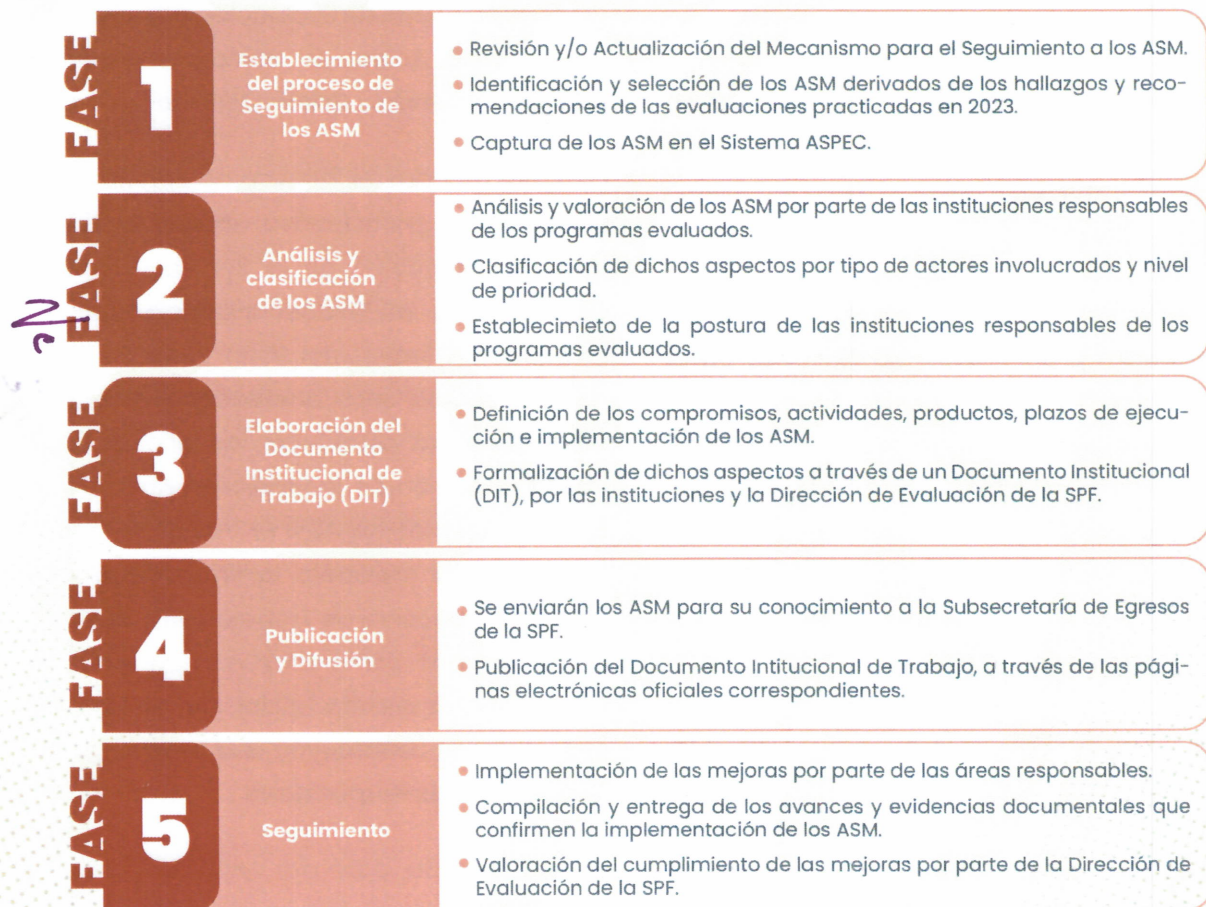 FASE
1
Establecimiento
del proceso de
Seguimiento de
los ASM
Revisión y/o Actualización del Mecanismo para el Seguimiento a los ASM.
Identificación y selección de los ASM derivados de los hallazgos y reco-
mendaciones de las evaluaciones practicadas en 2023.
Captura de los ASM en el Sistema ASPEC.
FASE
2
Análisis y
clasificación
de los ASM
Análisis y valoración de los ASM por parte de las instituciones responsables
de los programas evaluados.
Clasificación de dichos aspectos por tipo de actores involucrados y nivel
de prioridad.
Establecimieto de la postura de las instituciones responsables de los
programas evaluados.
FASE
3
Elaboración del
Documento
Institucional de
Trabajo (DIT)
Definición de los compromisos, actividades, productos, plazos de ejecu-
ción e implementación de los ASM.
Formalización de dichos aspectos a través de un Documento Institucional
(DIT), por las instituciones y la Dirección de Evaluación de la SPF.
FASE
4
Publicación
y Difusión
Se enviarán los ASM para su conocimiento a la Subsecretaría de Egresos
de la SPF.
Publicación del Documento Intitucional de Trabajo, a través de las pági-
nas electrónicas oficiales correspondientes.
FASE
5
Seguimiento
Implementación de las mejoras por parte de las áreas responsables.
Compilación y entrega de los avances y evidencias documentales que
confirmen la implementación de los ASM.
Valoración del cumplimiento de las mejoras por parte de la Dirección de
Evaluación de la SPF.